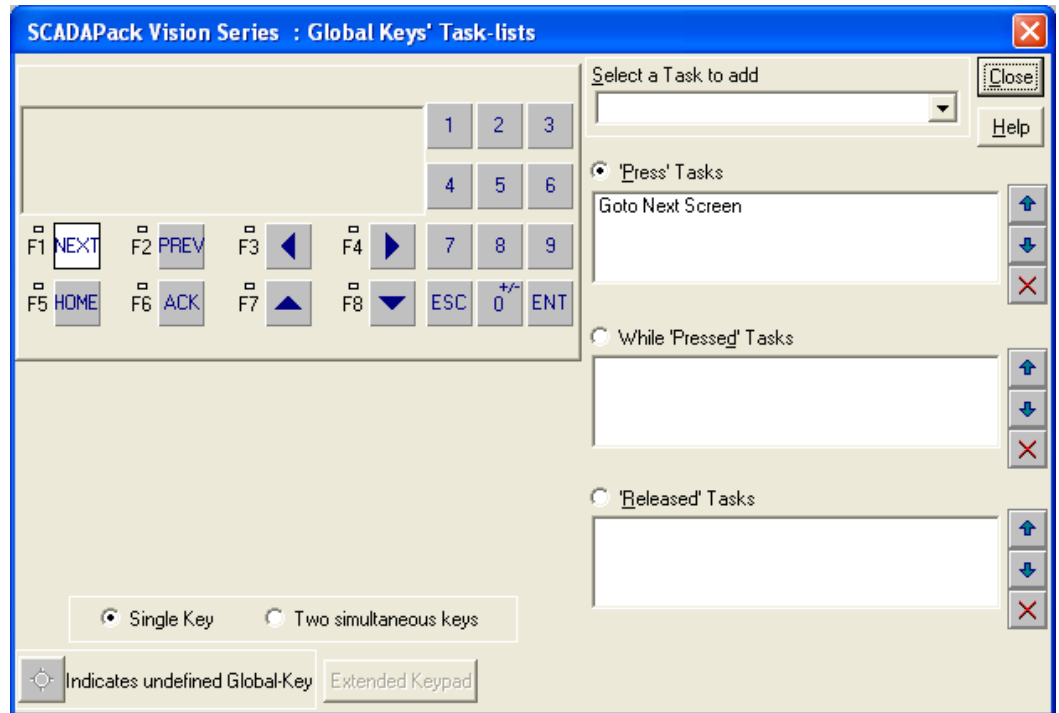 SCADAPack Vision Series : Global Keys' Task-lists
Select a Task to add
Close
Help
1 2 3
4 5 6
F1 NEXT F2 PREV F3 F4 7 8 9
F5 HOME F6 ACK F7 F8 ESC 0 +/- ENT
'Press' Tasks
Goto Next Screen
While 'Pressed' Tasks
'Released' Tasks
Single Key Two simultaneous keys
Indicates undefined Global-Key Extended Keypad